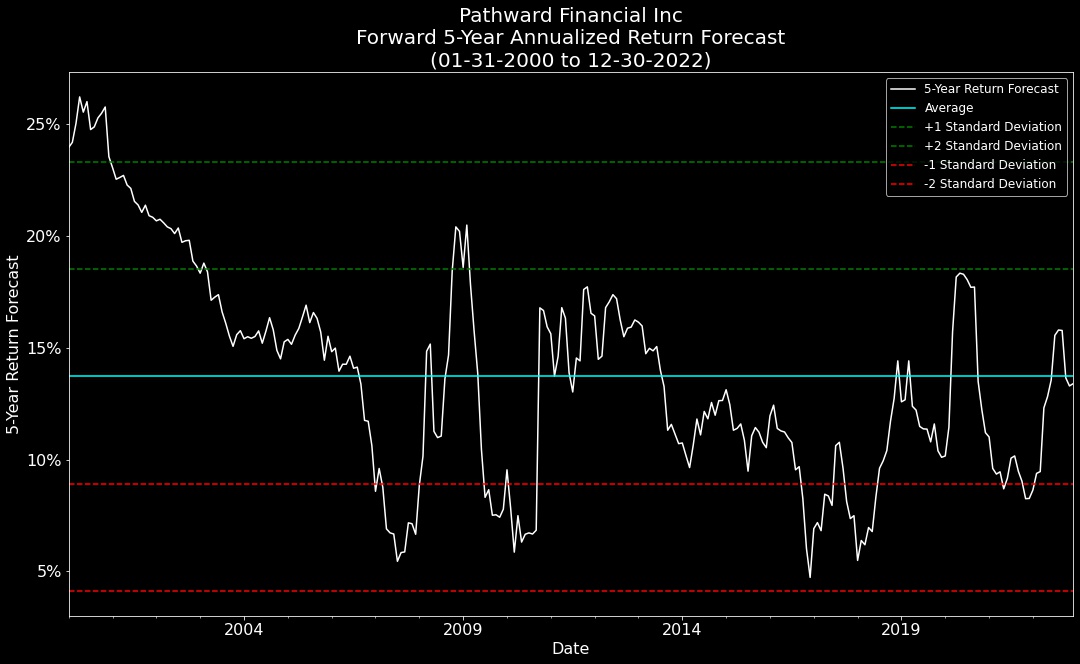 Pathward Financial Inc
Forward 5-Year Annualized Return Forecast
(01-31-2000 to 12-30-2022)
5-Year Return Forecast
Average
+1 Standard Deviation
+2 Standard Deviation
-1 Standard Deviation
-2 Standard Deviation
25%
20%
15%
10%
5%
5-Year Return Forecast
2004
2009
2014
2019
Date